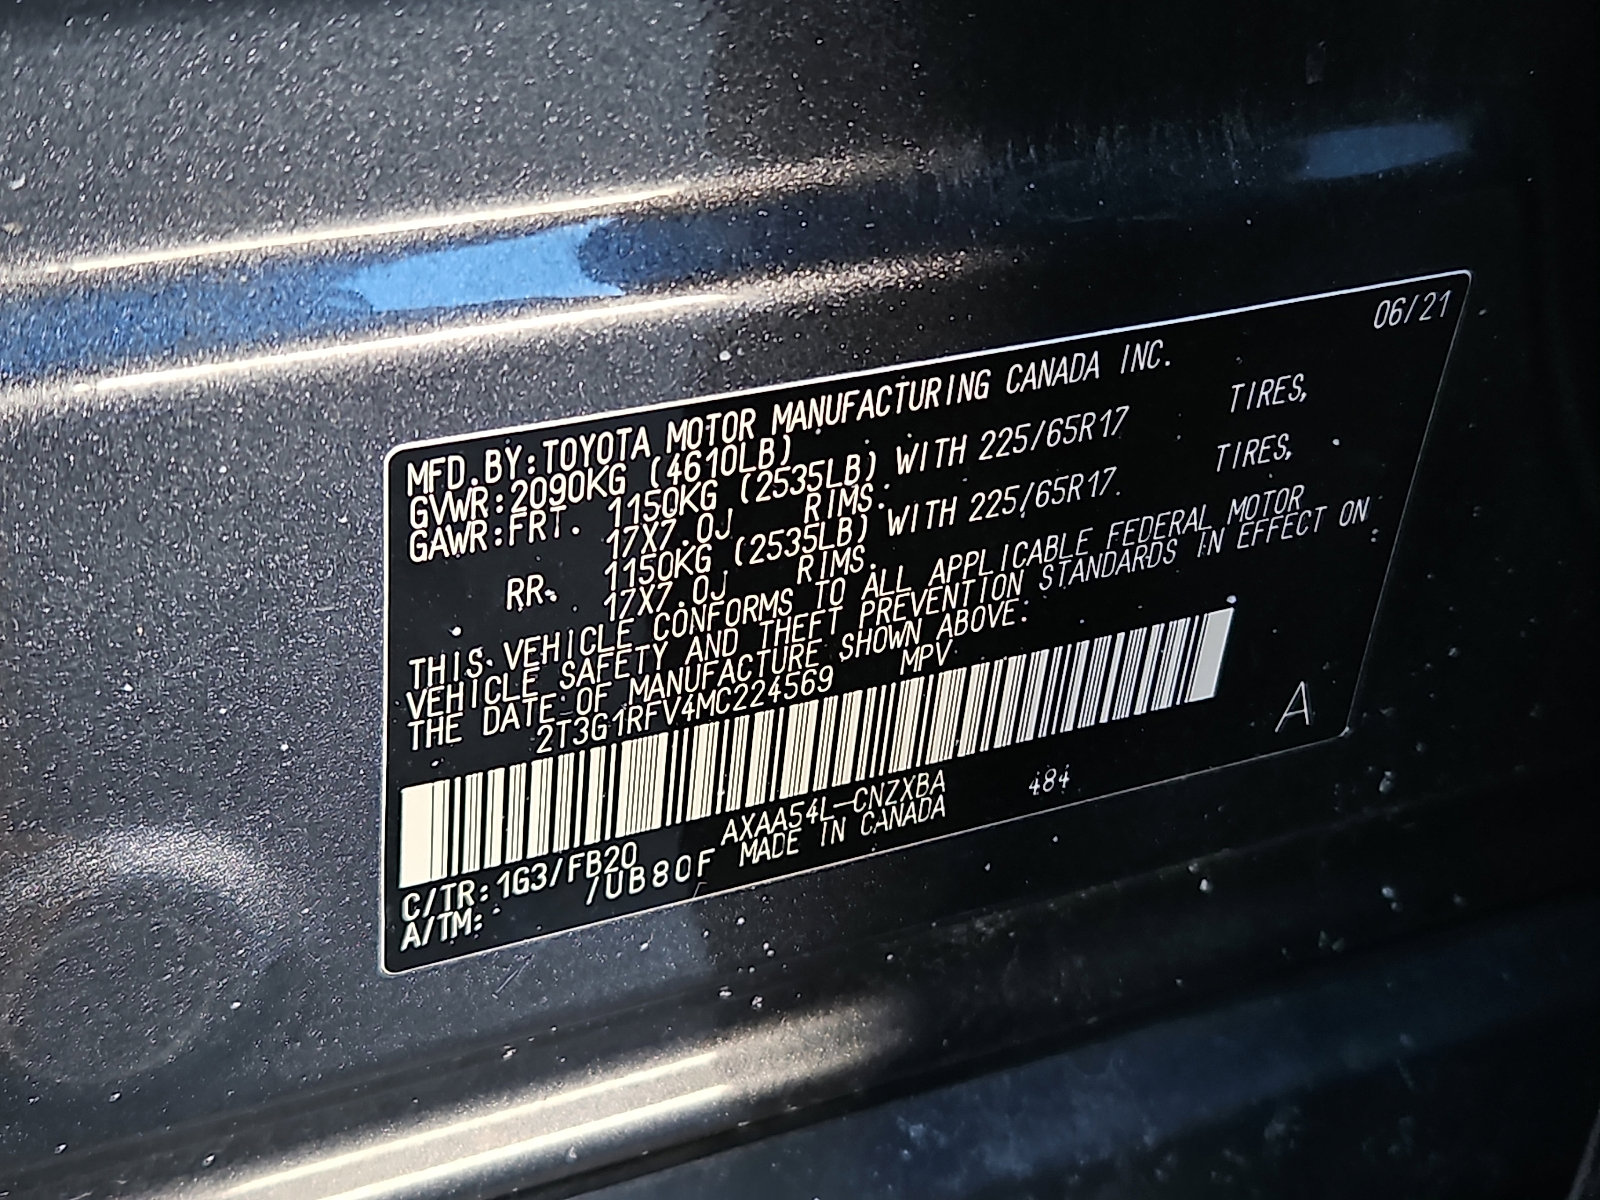 06/21
MFD.BY:TOYOTA MOTOR MANUFACTURING CANADA INC.
GVWR:2090KG (4610LB)
GAWR:FRT. 1150KG (2535LB) WITH 225/65R17 TIRES,
17X7.0J RIMS.
RR. 1150KG (2535LB) WITH 225/65R17 TIRES,
17X7.0J RIMS.
THIS VEHICLE CONFORMS TO ALL APPLICABLE FEDERAL MOTOR
VEHICLE SAFETY AND THEFT PREVENTION STANDARDS IN EFFECT ON
THE DATE OF MANUFACTURE SHOWN ABOVE.
2T3G1RFV4MC224569 MPV
A
C/TR:1G3/FB20 AXAA54L-CNZXBA 484
A/TM: /UB80F MADE IN CANADA